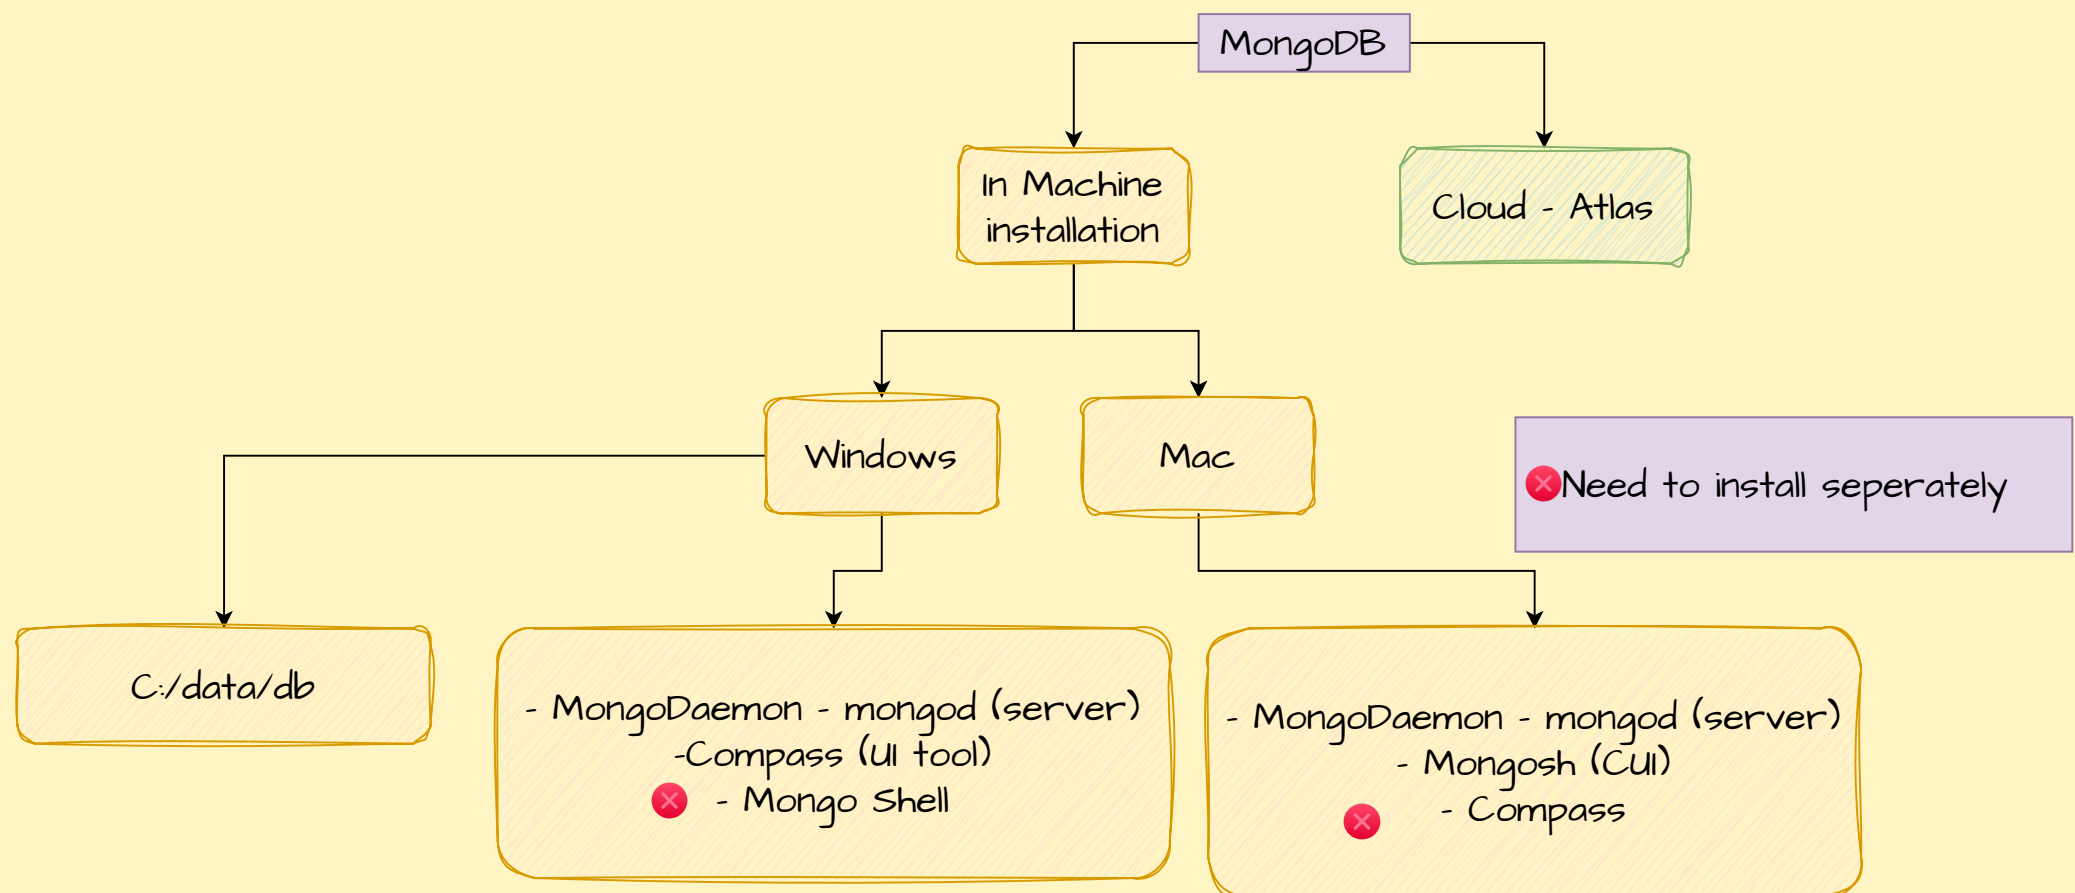 MongoDB
In Machine
installation
Cloud - Atlas
Windows
Mac
Need to install seperately
C:/data/db
- MongoDaemon - mongod (server)
-Compass (UI tool)
- Mongo Shell
- MongoDaemon - mongod (server)
- Mongosh (CUI)
- Compass